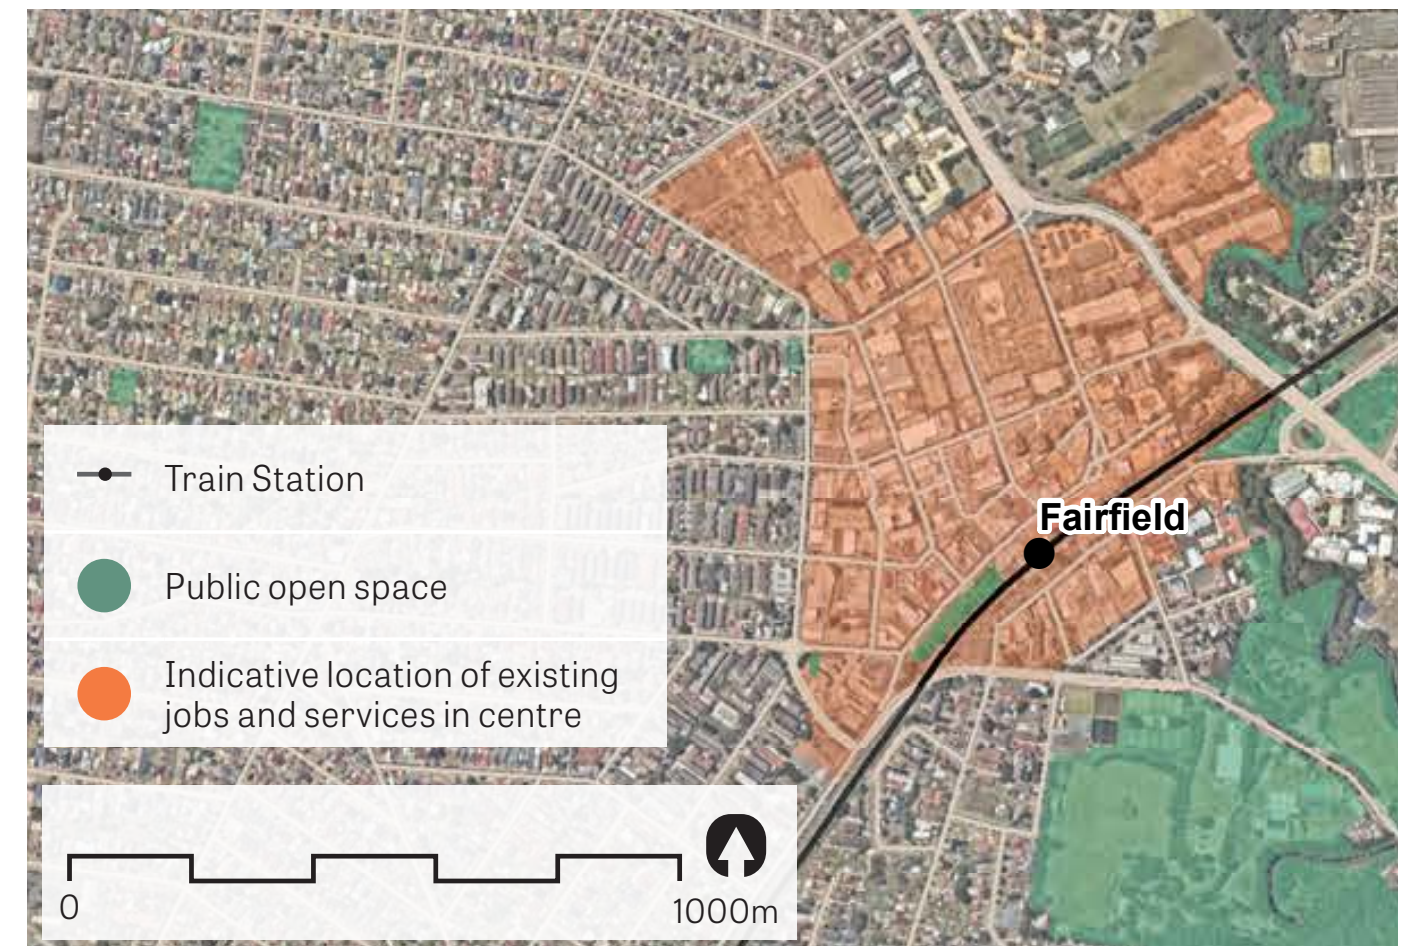 Fairfield
Train Station
Public open space
Indicative location of existing
jobs and services in centre
0
1000m